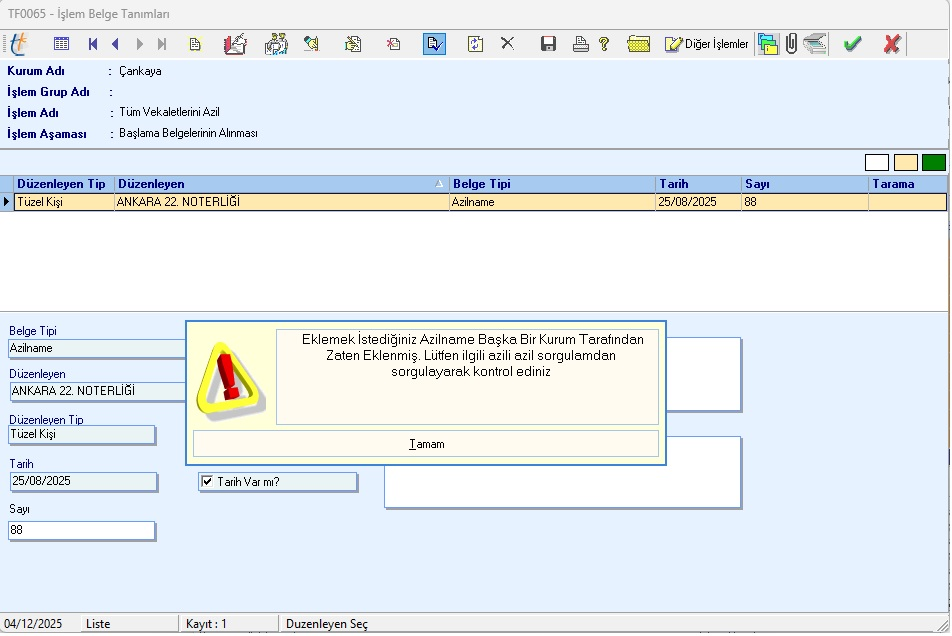 TF0065 - İşlem Belge Tanımları
Diğer İşlemler
Kurum Adı : Çankaya
İşlem Grup Adı :
İşlem Adı : Tüm Vekaletlerini Azil
İşlem Aşaması : Başlama Belgelerinin Alınması
Düzenleyen Tip Düzenleyen Belge Tipi Tarih Sayı Tarama
Tüzel Kişi ANKARA 22. NOTERLİĞİ Azilname 25/08/2025 88
Belge Tipi
Azilname
Düzenleyen
ANKARA 22. NOTERLİĞİ
Düzenleyen Tip
Tüzel Kişi
Tarih
25/08/2025
Tarih Var mı?
Sayı
88
Eklemek İstediğiniz Azilname Başka Bir Kurum Tarafından
Zaten Eklenmiş. Lütfen ilgili azili azil sorgulamdan
sorgulayarak kontrol ediniz
Tamam
04/12/2025 Liste Kayıt : 1 Duzenleyen Seç